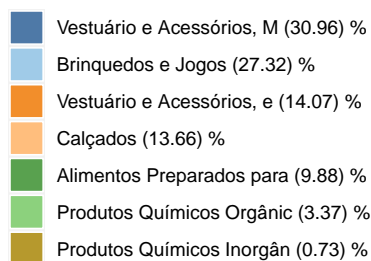 Vestuário e Acessórios, M (30.96) %
Brinquedos e Jogos (27.32) %
Vestuário e Acessórios, e (14.07) %
Calçados (13.66) %
Alimentos Preparados para (9.88) %
Produtos Químicos Orgânic (3.37) %
Produtos Químicos Inorgân (0.73) %